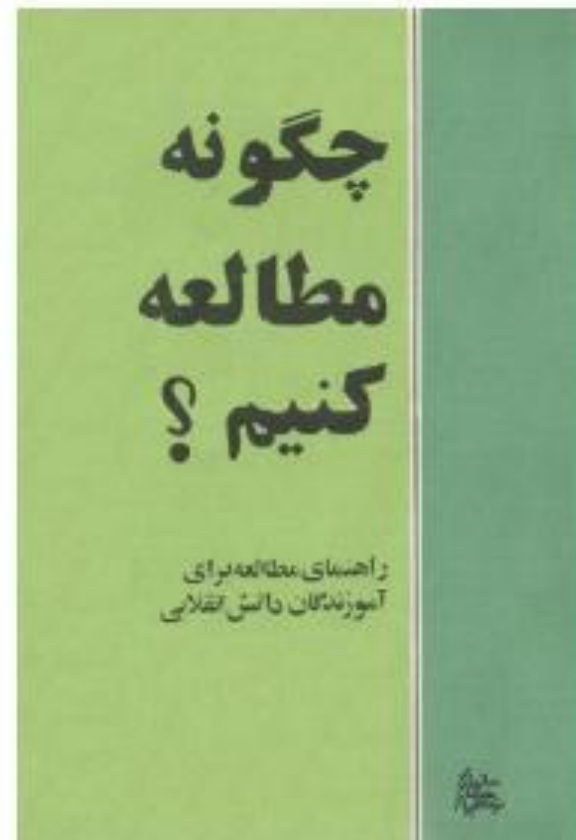 چگونه
مطالعه
کنیم ؟
راهنمای مطالعه برای
آموزندگان دانش انقلابی